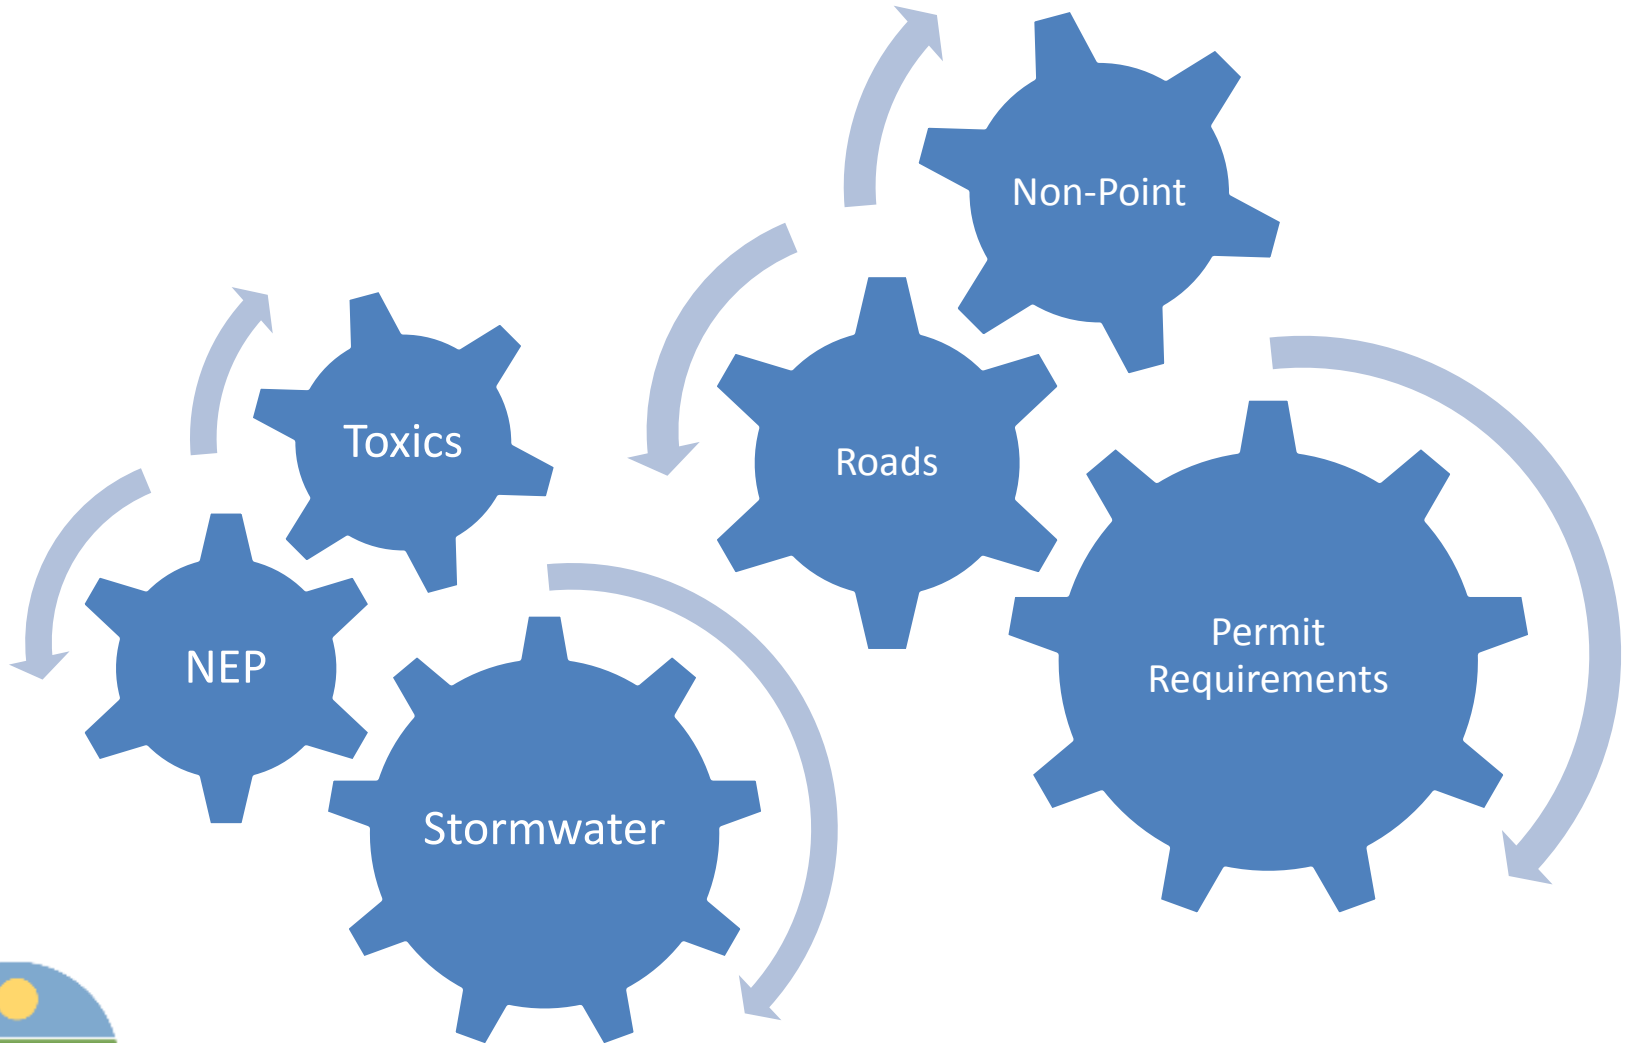 Non-Point
Toxics
Roads
Permit
Requirements
NEP
Stormwater